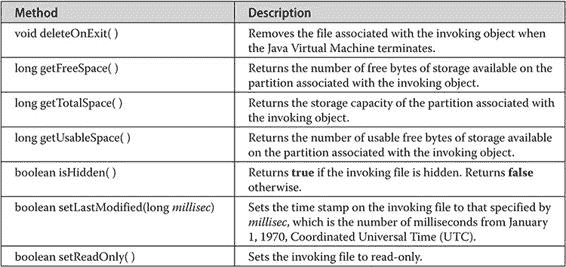 Method Description
void deleteOnExit( ) Removes the file associated with the invoking object when
the Java Virtual Machine terminates.
long getFreeSpace( ) Returns the number of free bytes of storage available on the
partition associated with the invoking object.
long getTotalSpace( ) Returns the storage capacity of the partition associated with
the invoking object.
long getUsableSpace( ) Returns the number of usable free bytes of storage available
on the partition associated with the invoking object.
boolean isHidden( ) Returns true if the invoking file is hidden. Returns false
otherwise.
boolean setLastModified(long millisec) Sets the time stamp on the invoking file to that specified by
millisec, which is the number of milliseconds from January
1, 1970, Coordinated Universal Time (UTC).
boolean setReadOnly( ) Sets the invoking file to read-only.